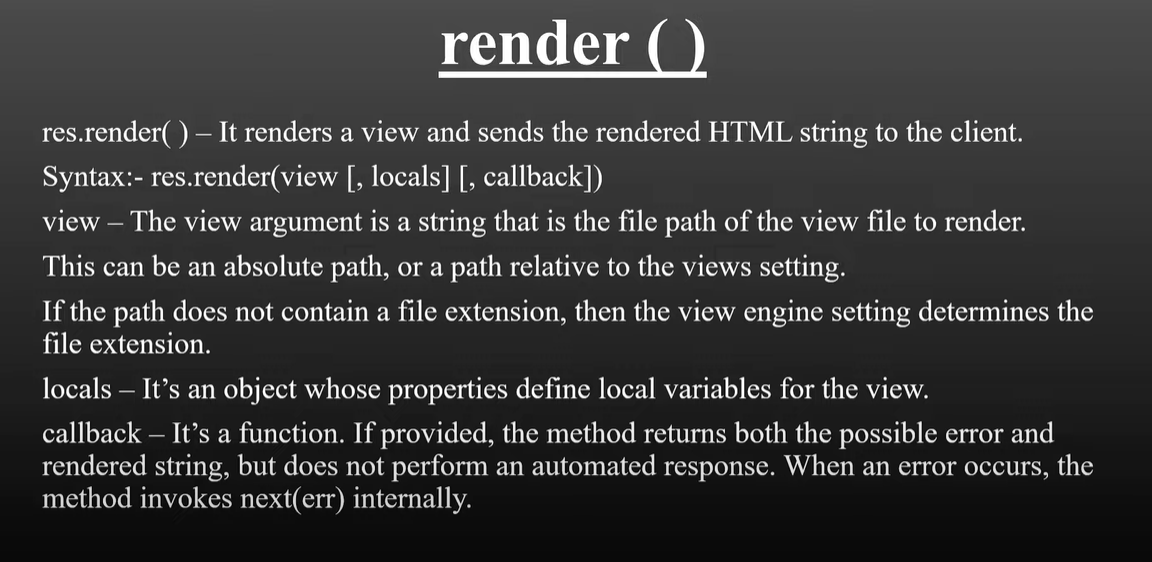 render ( )
res.render( ) – It renders a view and sends the rendered HTML string to the client.
Syntax:- res.render(view [, locals] [, callback])
view – The view argument is a string that is the file path of the view file to render.
This can be an absolute path, or a path relative to the views setting.
If the path does not contain a file extension, then the view engine setting determines the
file extension.
locals – It’s an object whose properties define local variables for the view.
callback – It’s a function. If provided, the method returns both the possible error and
rendered string, but does not perform an automated response. When an error occurs, the
method invokes next(err) internally.